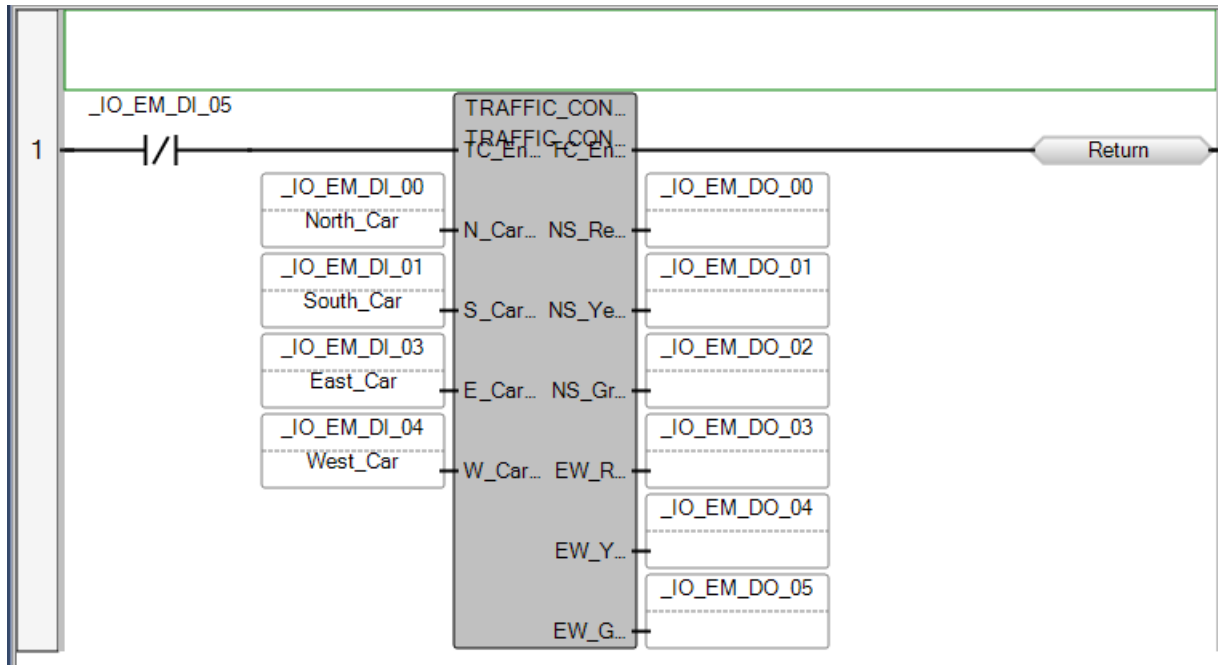 _IO_EM_DI_05
TRAFFIC_CON...
TRAFFIC_CON...
1
TC_En... TC_En...
Return
_IO_EM_DI_00
_IO_EM_DO_00
North_Car
N_Car... NS_Re...
_IO_EM_DI_01
_IO_EM_DO_01
South_Car
S_Car... NS_Ye...
_IO_EM_DI_03
_IO_EM_DO_02
East_Car
E_Car... NS_Gr...
_IO_EM_DI_04
_IO_EM_DO_03
West_Car
W_Car... EW_R...
_IO_EM_DO_04
EW_Y...
_IO_EM_DO_05
EW_G...